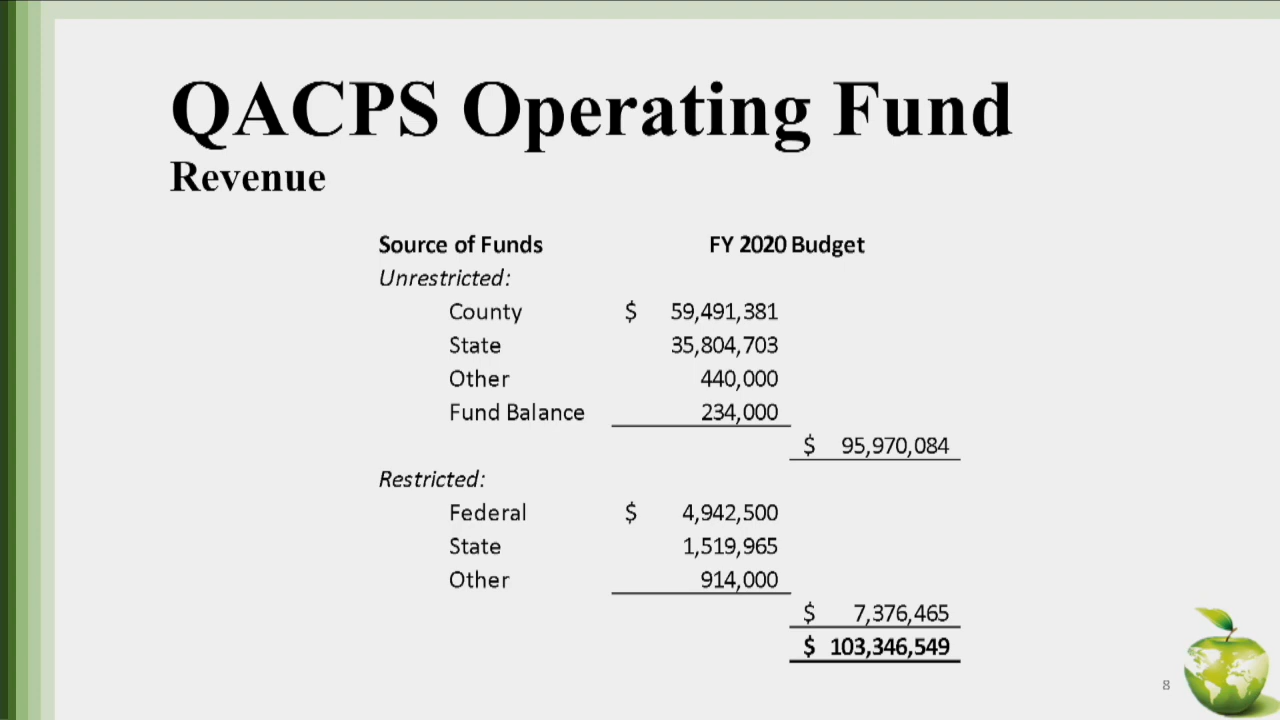 QACPS Operating Fund
Revenue
Source of Funds FY 2020 Budget
Unrestricted:
County $ 59,491,381
State 35,804,703
Other 440,000
Fund Balance 234,000
$ 95,970,084
Restricted:
Federal $ 4,942,500
State 1,519,965
Other 914,000
$ 7,376,465
$ 103,346,549
8